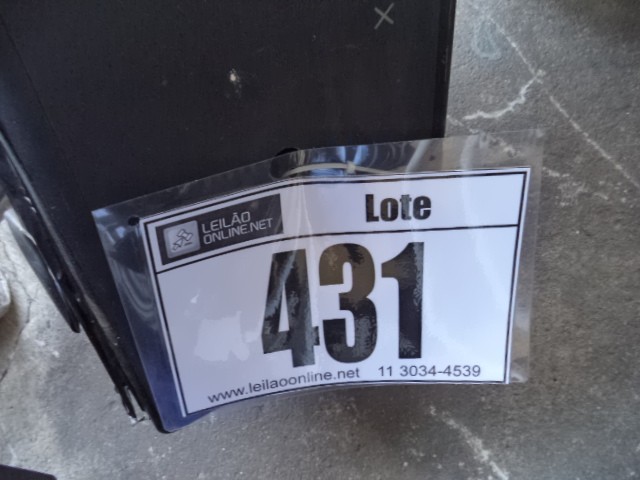 LEILÃO
ONLINE.NET
Lote
431
www.leilaoonline.net 11 3034-4539